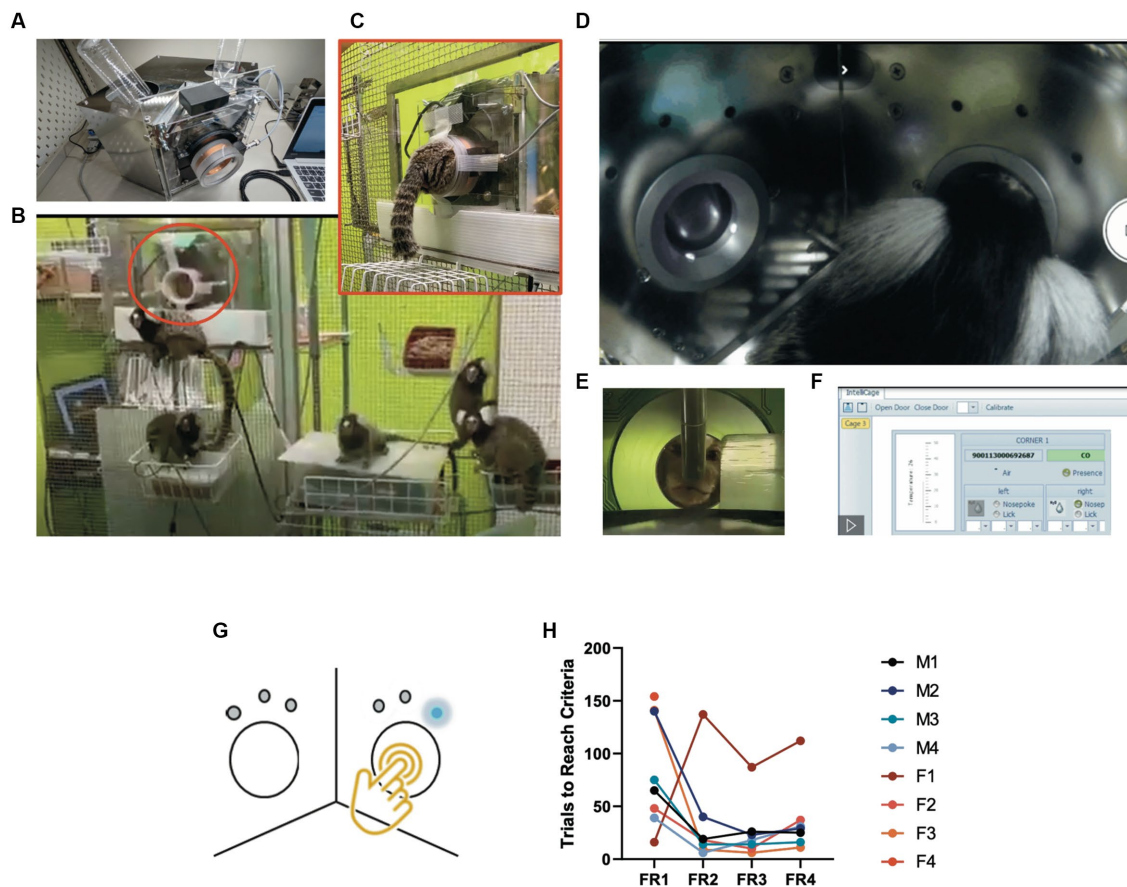 A
C
D
B
E
F
IntelliCage
Open Door Close Door
Calibrate
Cage 3
CORNER 1
900113000692687
CO
Air
Presence
left
right
Nosepoke
Nosep
Lick
Lick
G
H
Trials to Reach Criteria
200
150
100
50
0
FR1 FR2 FR3 FR4
M1
M2
M3
M4
F1
F2
F3
F4